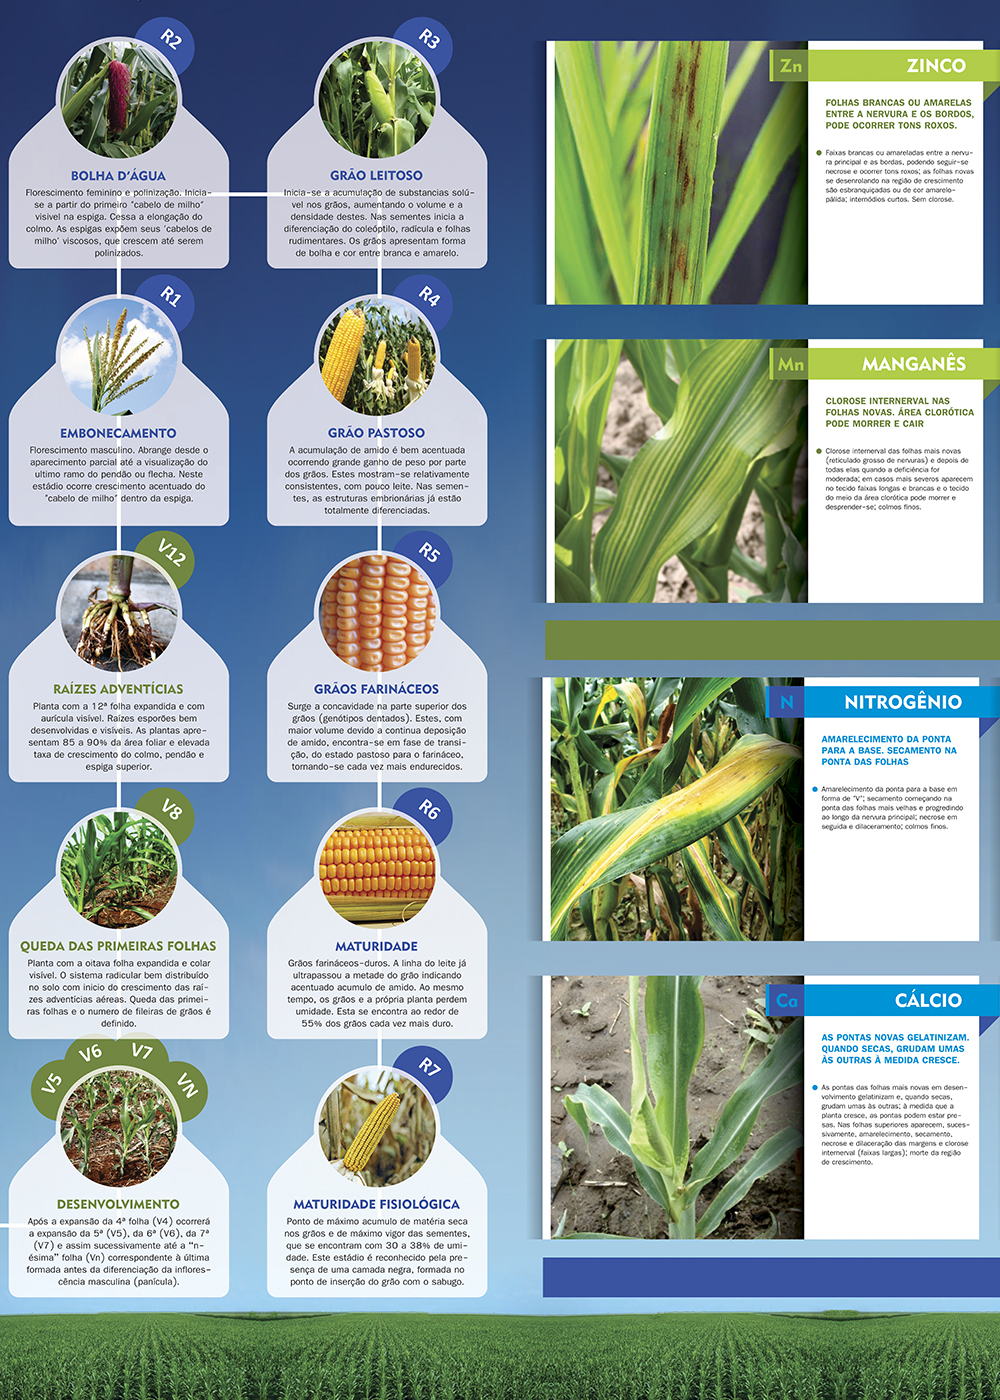 R2
BOLHA D'ÁGUA
Florescimento feminino e polinização. Inicia-
se a partir do primeiro "cabelo de milho"
visivel na espiga. Cessa a elongação do
colmo. As espigas expõem seus 'cabelos de
milho' viscosos, que crescem até serem
polinizados.
R1
EMBONECAMENTO
Florescimento masculino. Abrange desde o
aparecimento parcial até a visualização do
ultimo ramo do pendão ou flecha. Neste
estádio ocorre crescimento acentuado do
"cabelo de milho" dentro da espiga.
V12
RAÍZES ADVENTÍCIAS
Planta com a 12ª folha expandida e com
aurícula visível. Raízes esporões bem
desenvolvidas e visíveis. As plantas apre-
sentam 85 a 90% da área foliar e elevada
taxa de crescimento do colmo, pendão e
espiga superior.
V8
QUEDA DAS PRIMEIRAS FOLHAS
Planta com a oitava folha expandida e colar
visível. O sistema radicular bem distribuído
no solo com inicio do crescimento das raí-
zes adventícias aéreas. Queda das primei-
ras folhas e o numero de fileiras de grãos é
definido.
V5
V6
V7
VN
DESENVOLVIMENTO
Após a expansão da 4ª folha (V4) ocorrerá
a expansão da 5ª (V5), da 6ª (V6), da 7ª
(V7) e assim sucessivamente até a "n-
ésima" folha (Vn) correspondente à última
formada antes da diferenciação da inflores-
cência masculina (panícula).
R3
GRÃO LEITOSO
Inicia-se a acumulação de substancias solú-
vel nos grãos, aumentando o volume e a
densidade destes. Nas sementes inicia a
diferenciação do coleóptilo, radícula e folhas
rudimentares. Os grãos apresentam forma
de bolha e cor entre branca e amarelo.
R4
GRÃO PASTOSO
A acumulação de amido é bem acentuada
ocorrendo grande ganho de peso por parte
dos grãos. Estes mostram-se relativamente
consistentes, com pouco leite. Nas semen-
tes, as estruturas embrionárias já estão
totalmente diferenciadas.
R5
GRÃOS FARINÁCEOS
Surge a concavidade na parte superior dos
grãos (genótipos dentados). Estes, com
maior volume devido a continua deposição
de amido, encontra-se em fase de transi-
ção, do estado pastoso para o farináceo,
tornando-se cada vez mais endurecidos.
R6
MATURIDADE
Grãos farináceos-duros. A linha do leite já
ultrapassou a metade do grão indicando
acentuado acumulo de amido. Ao mesmo
tempo, os grãos e a própria planta perdem
umidade. Esta se encontra ao redor de
55% dos grãos cada vez mais duro.
R7
MATURIDADE FISIOLÓGICA
Ponto de máximo acumulo de matéria seca
nos grãos e de máximo vigor das sementes,
que se encontram com 30 a 38% de umi-
dade. Este estádio é reconhecido pela pre-
sença de uma camada negra, formada no
ponto de inserção do grão com o sabugo.
Zn
ZINCO
FOLHAS BRANCAS OU AMARELAS
ENTRE A NERVURA E OS BORDOS,
PODE OCORRER TONS ROXOS.
Faixas brancas ou amareladas entre a nervu-
ra principal e as bordas, podendo seguir-se
necrose e ocorrer tons roxos; as folhas novas
se desenrolando na região de crescimento
são esbranquiçadas ou de cor amarelo-
pálida; internódios curtos. Sem clorose.
Mn
MANGANÊS
CLOROSE INTERNERVAL NAS
FOLHAS NOVAS. ÁREA CLORÓTICA
PODE MORRER E CAIR
Clorose internerval das folhas mais novas
(reticulado grosso de nervuras) e depois de
todas elas quando a deficiência for
moderada; em casos mais severos aparecem
no tecido faixas longas e brancas e o tecido
do meio da área clorótica pode morrer e
desprender-se; colmos finos.
N
NITROGÊNIO
AMARELECIMENTO DA PONTA
PARA A BASE. SECAMENTO NA
PONTA DAS FOLHAS
Amarelecimento da ponta para a base em
forma de "V"; secamento começando na
ponta das folhas mais velhas e progredindo
ao longo da nervura principal; necrose em
seguida e dilaceramento; colmos finos.
Ca
CÁLCIO
AS PONTAS NOVAS GELATINIZAM.
QUANDO SECAS, GRUDAM UMAS
ÀS OUTRAS À MEDIDA CRESCE.
As pontas das folhas mais novas em desen-
volvimento gelatinizam e, quando secas,
grudam umas às outras; à medida que a
planta cresce, as pontas podem estar pre-
sas. Nas folhas superiores aparecem, suces-
sivamente, amarelecimento, secamento,
necrose e dilaceração das margens e clorose
internerval (faixas largas); morte da região
de crescimento.